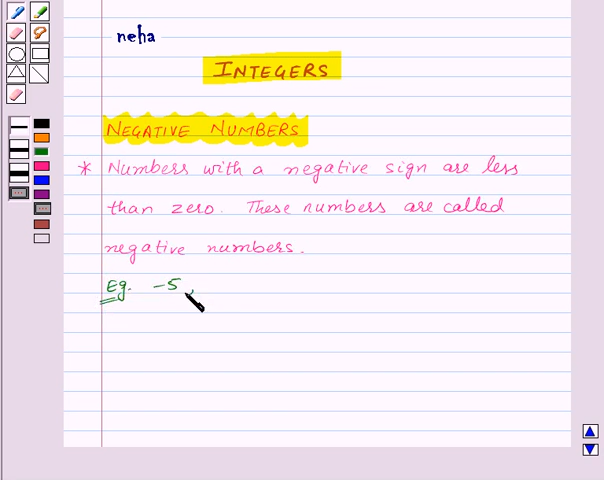 neha
INTEGERS
NEGATIVE NUMBERS
* Numbers with a negative sign are less
than zero. These numbers are called
negative numbers.
Eg. -5,